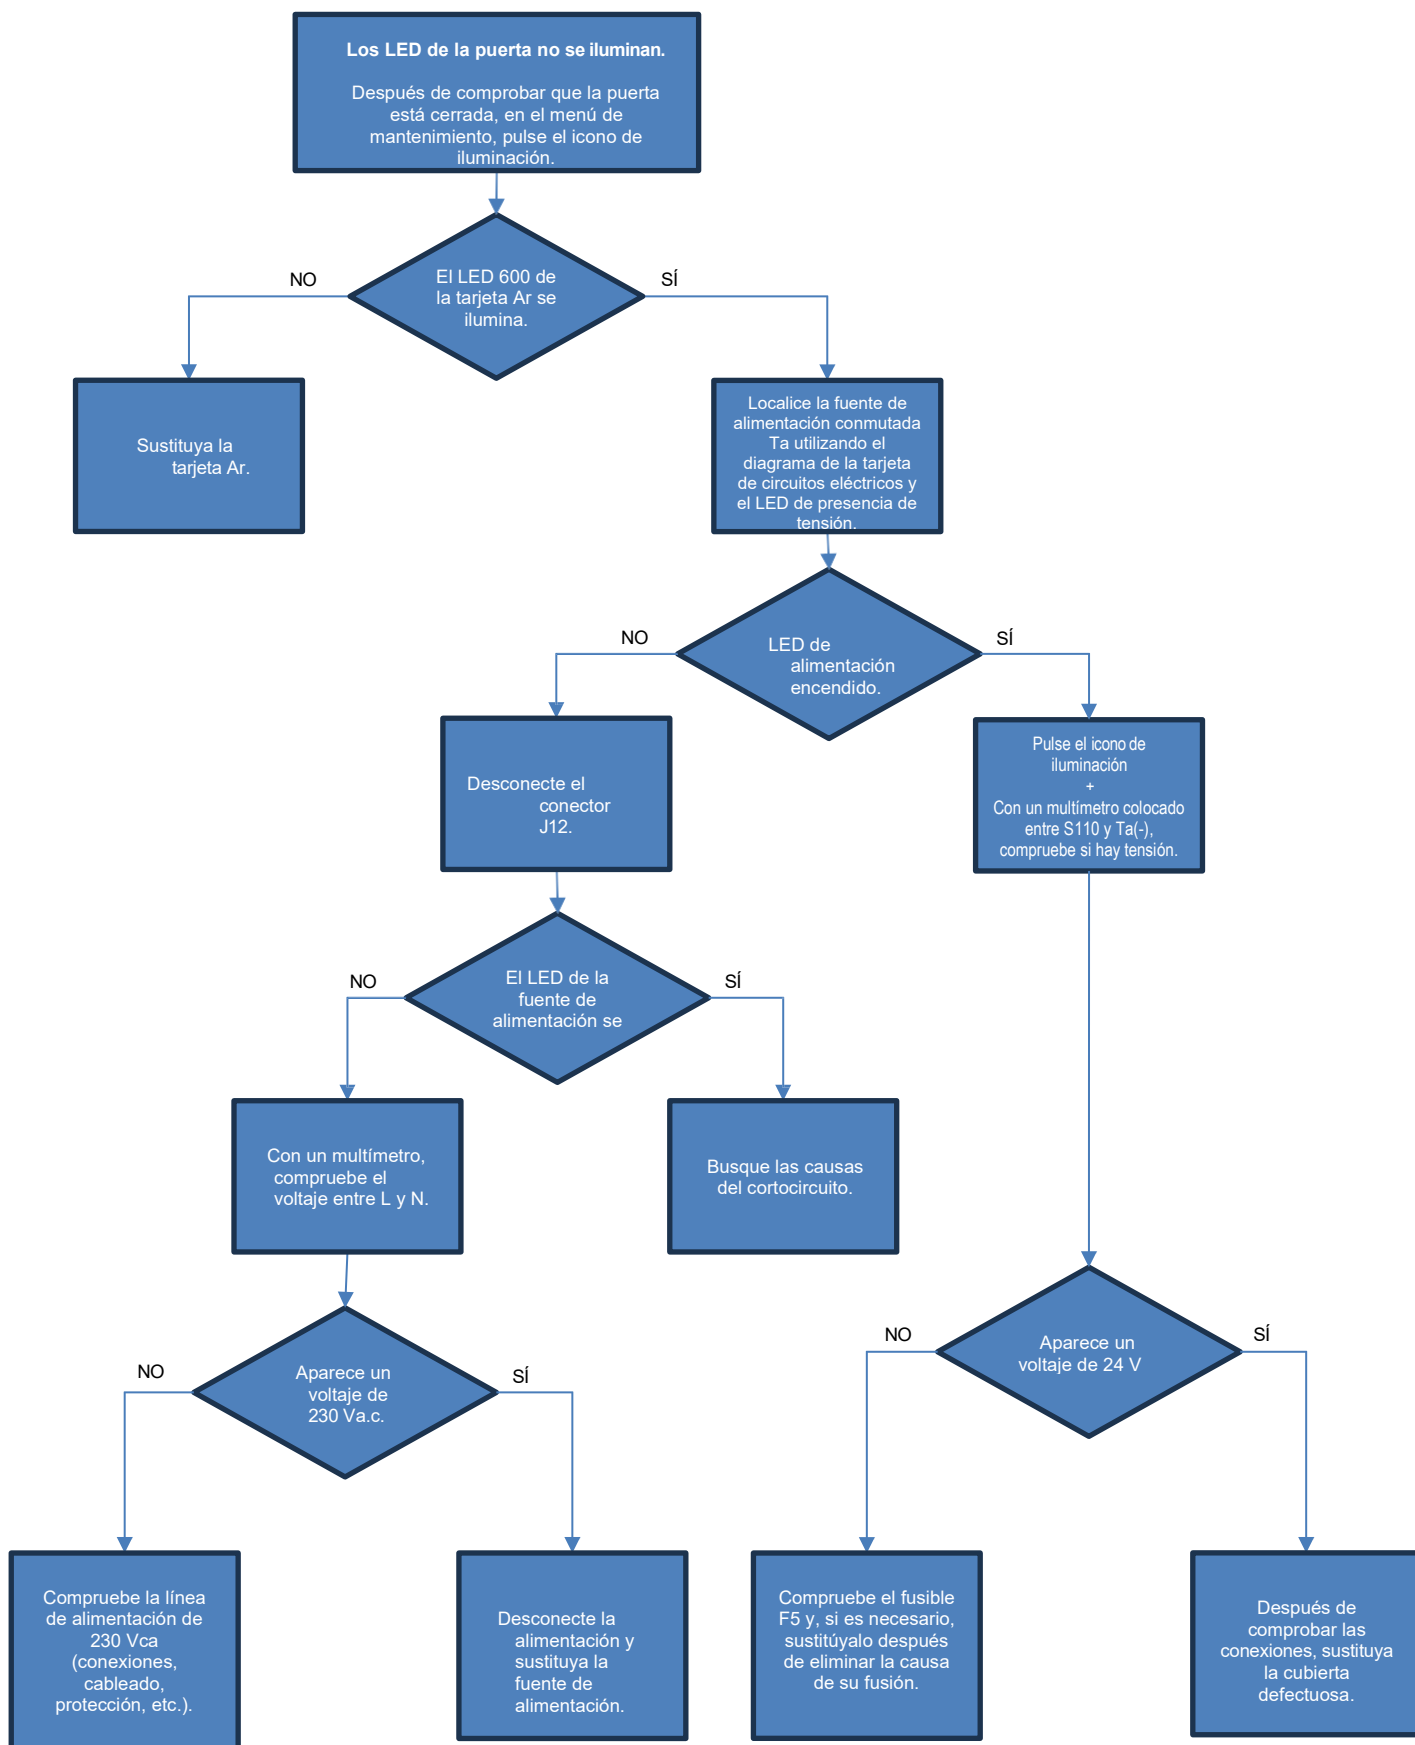 Los LED de la puerta no se iluminan.
Después de comprobar que la puerta
está cerrada, en el menú de
mantenimiento, pulse el icono de
iluminación.
NO
El LED 600 de
la tarjeta Ar se
ilumina.
SÍ
Sustituya la
tarjeta Ar.
Localice la fuente de
alimentación conmutada
Ta utilizando el
diagrama de la tarjeta
de circuitos eléctricos y
el LED de presencia de
tensión.
NO
LED de
alimentación
encendido.
SÍ
Desconecte el
conector
J12.
Pulse el icono de
iluminación
+
Con un multímetro colocado
entre S110 y Ta(-),
compruebe si hay tensión.
NO
El LED de la
fuente de
alimentación se
SÍ
Con un multímetro,
compruebe el
voltaje entre L y N.
Busque las causas
del cortocircuito.
NO
Aparece un
voltaje de
230 Va.c.
SÍ
NO
Aparece un
voltaje de 24 V
SÍ
Compruebe la línea
de alimentación de
230 Vca
(conexiones,
cableado,
protección, etc.).
Desconecte la
alimentación y
sustituya la
fuente de
alimentación.
Compruebe el fusible
F5 y, si es necesario,
sustitúyalo después
de eliminar la causa
de su fusión.
Después de
comprobar las
conexiones, sustituya
la cubierta
defectuosa.